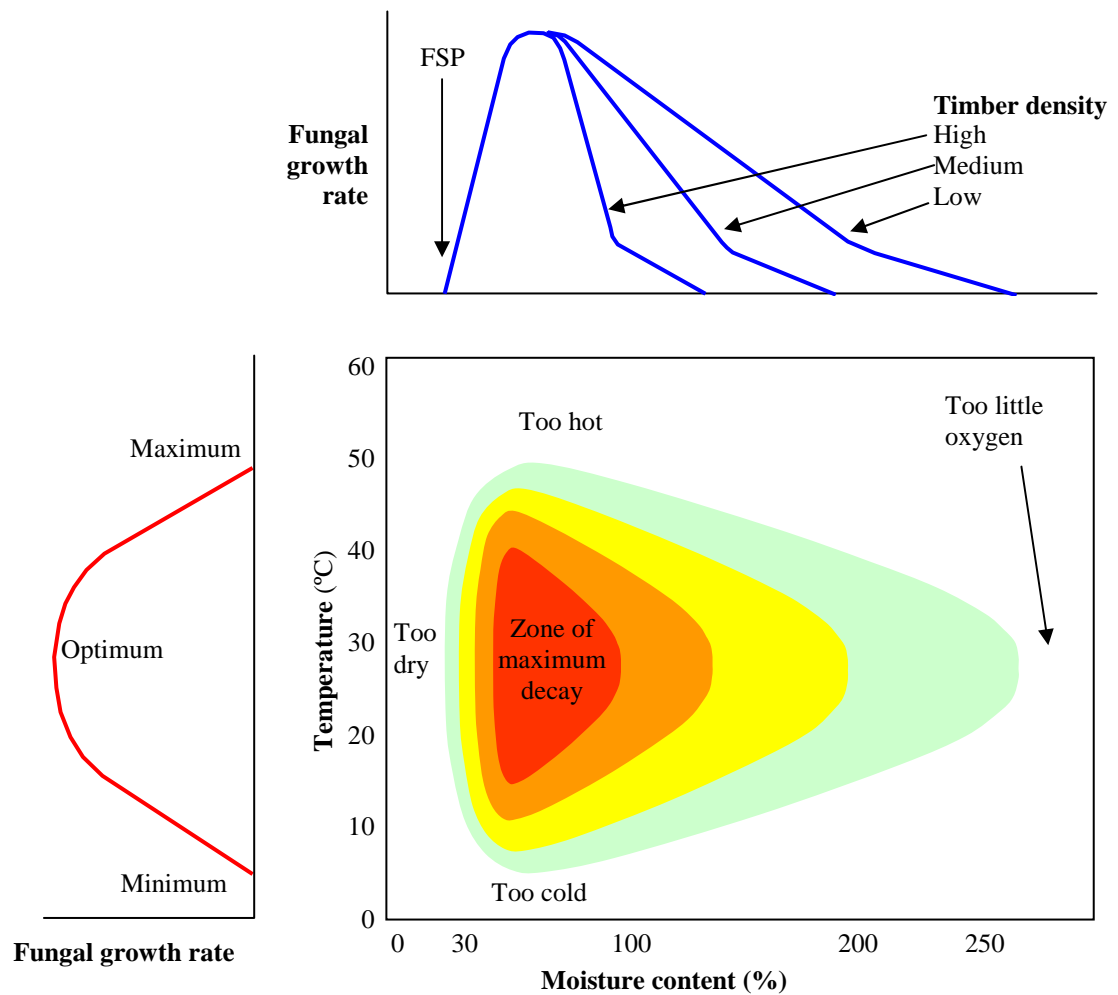 FSP
Fungal
growth
rate
Timber density
High
Medium
Low
Maximum
Optimum
Minimum
Fungal growth rate
60
50
40
30
20
10
0
Temperature (ºC)
Too hot
Too little
oxygen
Too
dry
Zone of
maximum
decay
Too cold
0 30 100 200 250
Moisture content (%)